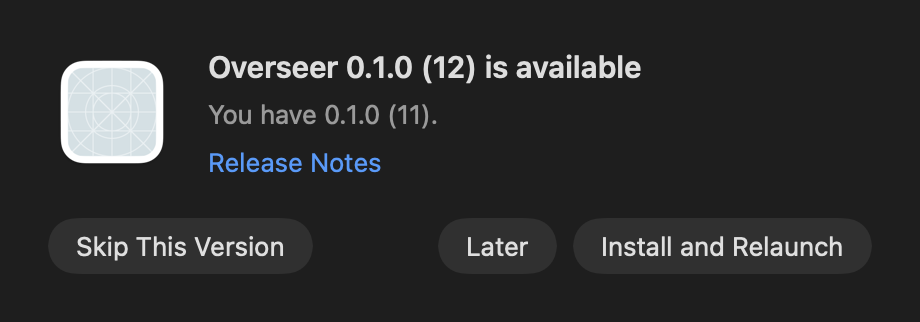 Overseer 0.1.0 (12) is available
You have 0.1.0 (11).
Release Notes
Skip This Version
Later
Install and Relaunch